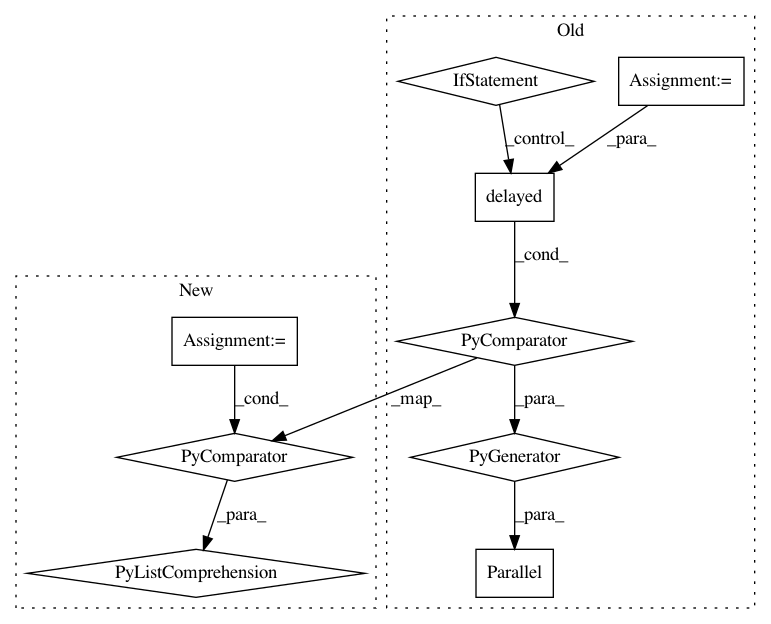 Old
IfStatement
Assignment:=
_control_
_para_
delayed
_cond_
New
Assignment:=
PyComparator
_cond_
_map_
_para_
PyComparator
PyGenerator
_para_
_para_
PyListComprehension
Parallel